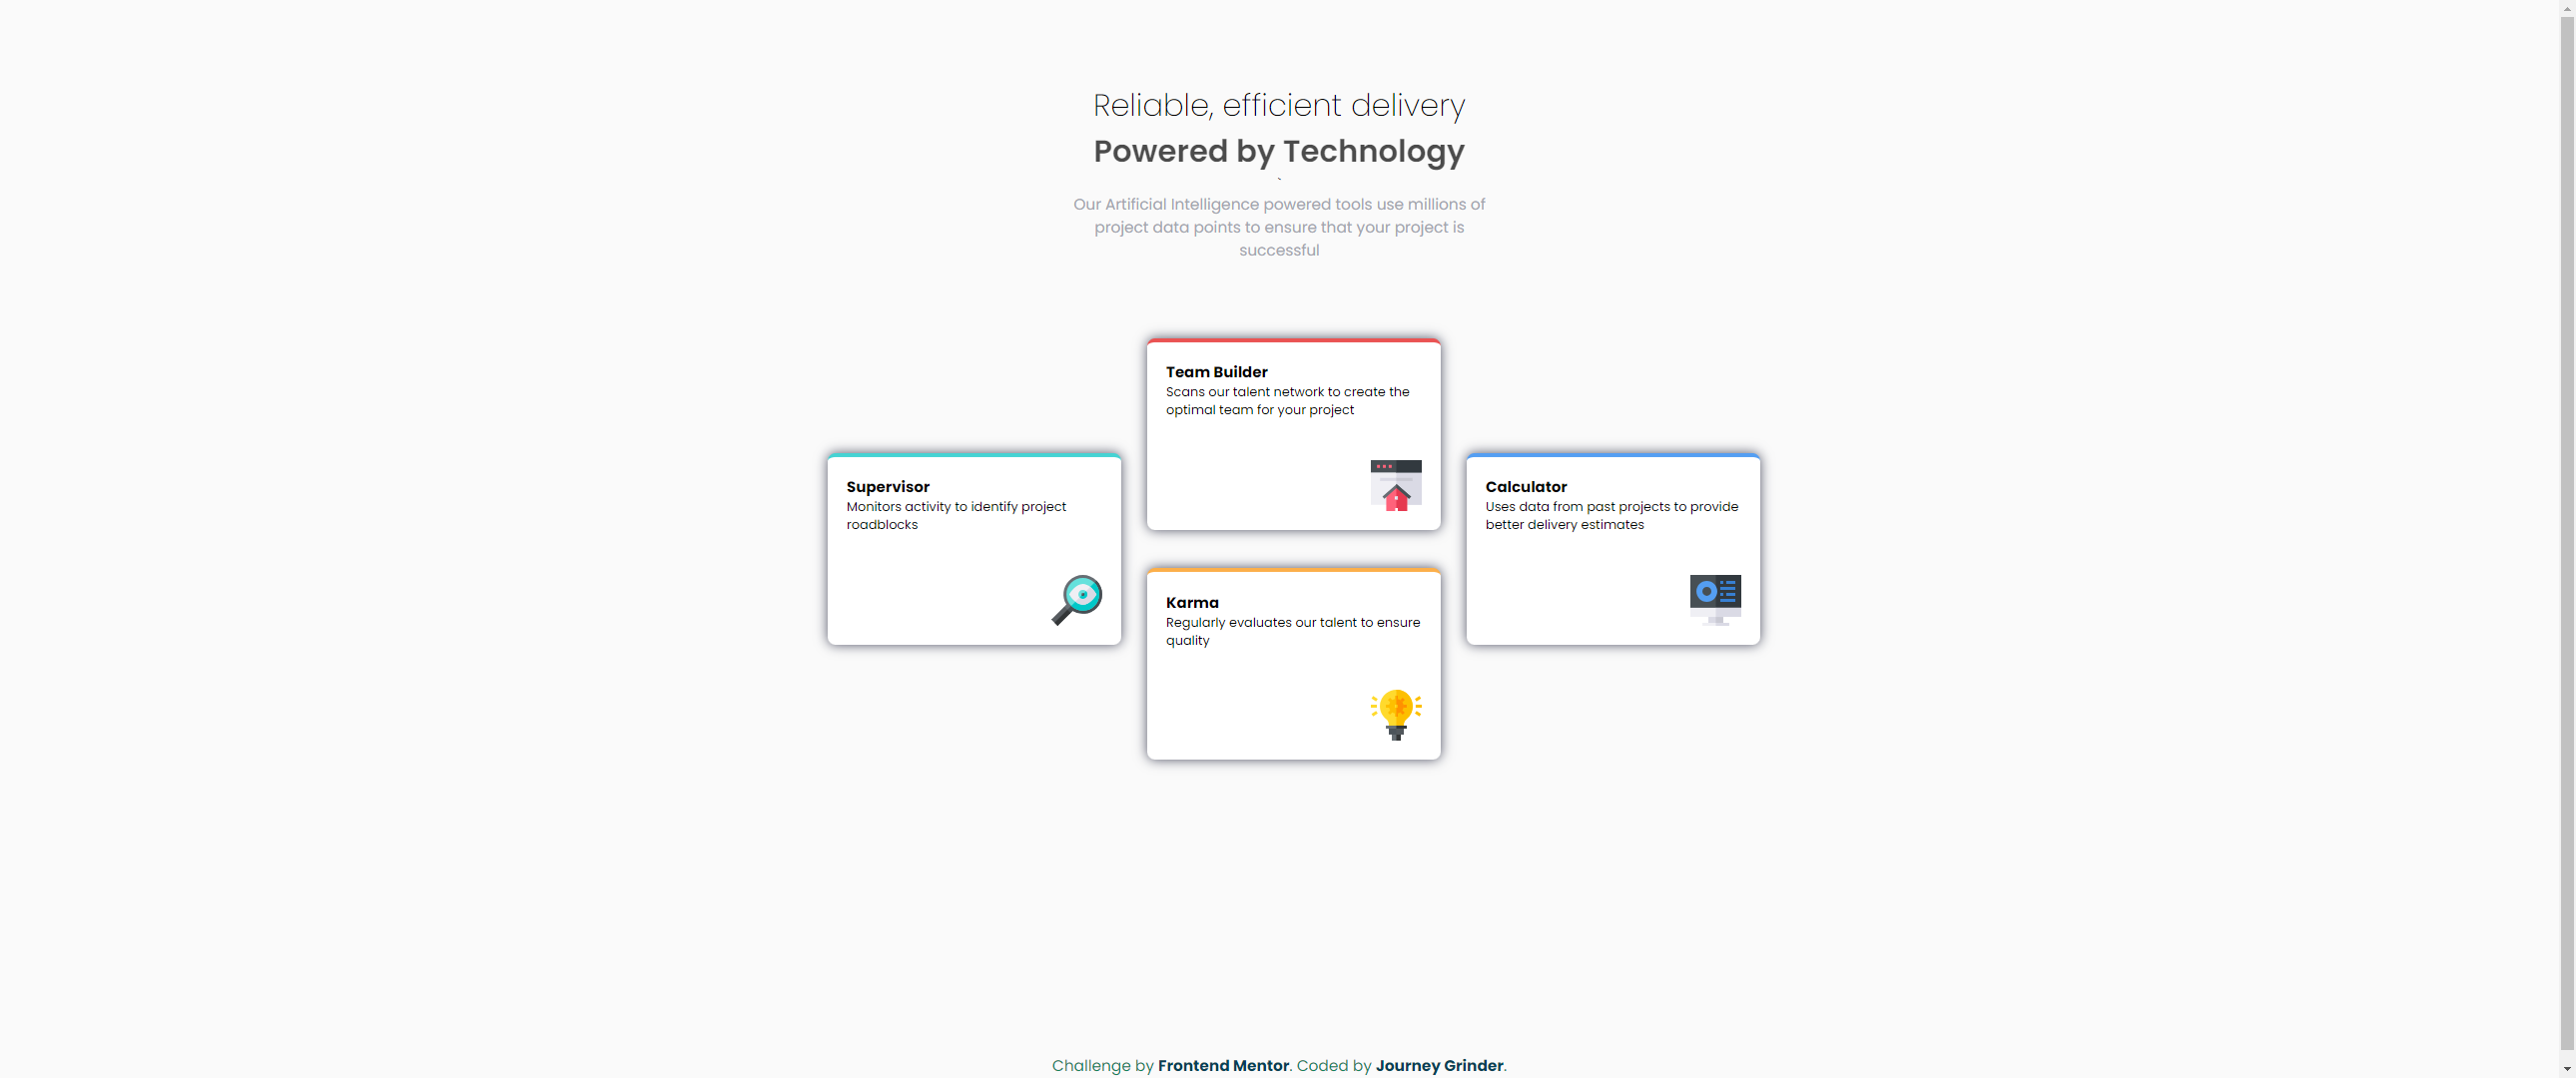 Reliable, efficient delivery
Powered by Technology
`
Our Artificial Intelligence powered tools use millions of
project data points to ensure that your project is
successful
Team Builder
Scans our talent network to create the
optimal team for your project
Supervisor
Monitors activity to identify project
roadblocks
Calculator
Uses data from past projects to provide
better delivery estimates
Karma
Regularly evaluates our talent to ensure
quality
Challenge by Frontend Mentor. Coded by Journey Grinder.